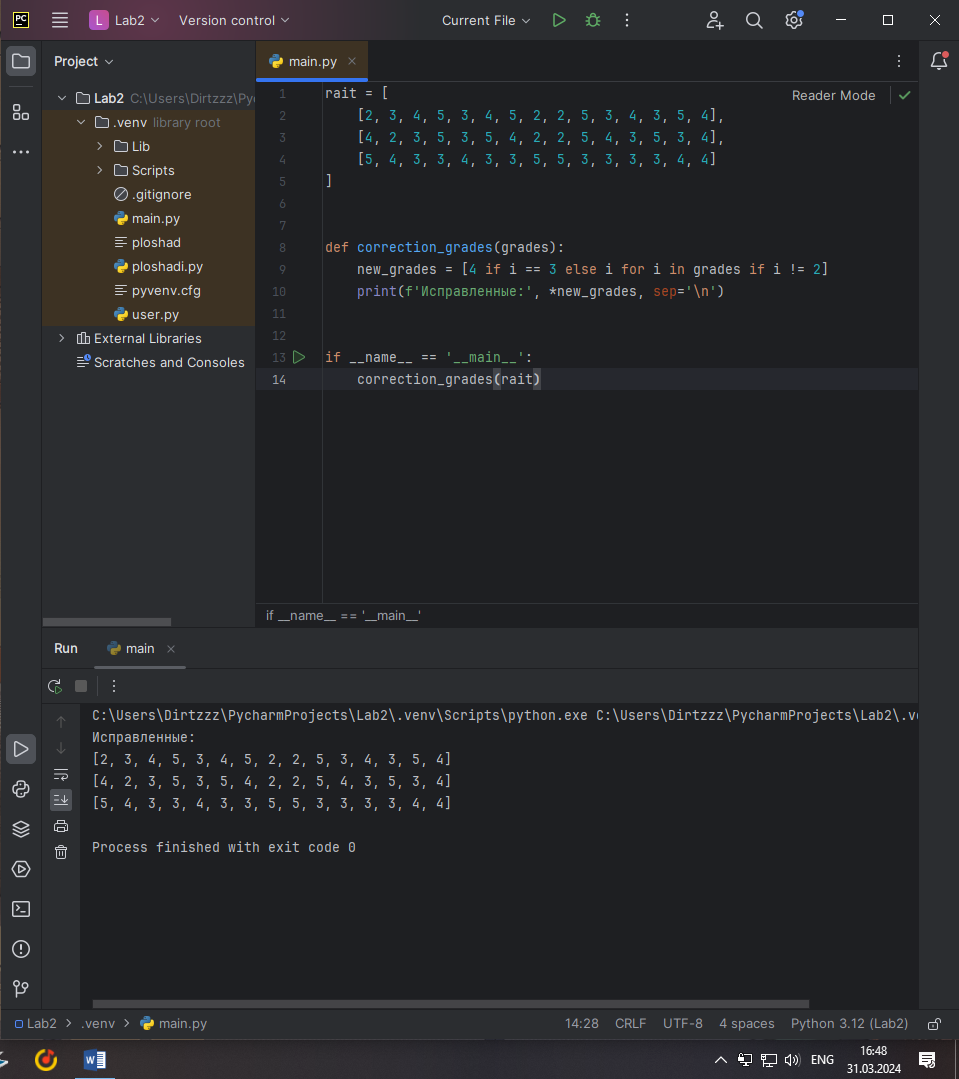 PC L Lab2 Version control Current File
Project
main.py
Lab2 C:\Users\Dirtzzz\Py
.venv library root
Lib
Scripts
.gitignore
main.py
ploshad
ploshadi.py
pyvenv.cfg
user.py
External Libraries
Scratches and Consoles
Reader Mode
1 rait = [
2 [2, 3, 4, 5, 3, 4, 5, 2, 2, 5, 3, 4, 3, 5, 4],
3 [4, 2, 3, 5, 3, 5, 4, 2, 2, 5, 4, 3, 5, 3, 4],
4 [5, 4, 3, 3, 4, 3, 3, 5, 5, 3, 3, 3, 3, 4, 4]
5 ]
6
7
8 def correction_grades(grades):
9 new_grades = [4 if i == 3 else i for i in grades if i != 2]
10 print(f'Исправленные:', *new_grades, sep='\n')
11
12
13 if __name__ == '__main__':
14 correction_grades(rait)
if __name__ == '__main__'
Run main
C:\Users\Dirtzzz\PycharmProjects\Lab2\.venv\Scripts\python.exe C:\Users\Dirtzzz\PycharmProjects\Lab2\.ve
Исправленные:
[2, 3, 4, 5, 3, 4, 5, 2, 2, 5, 3, 4, 3, 5, 4]
[4, 2, 3, 5, 3, 5, 4, 2, 2, 5, 4, 3, 5, 3, 4]
[5, 4, 3, 3, 4, 3, 3, 5, 5, 3, 3, 3, 3, 4, 4]
Process finished with exit code 0
Lab2 .venv main.py 14:28 CRLF UTF-8 4 spaces Python 3.12 (Lab2)
W ENG 16:48
31.03.2024